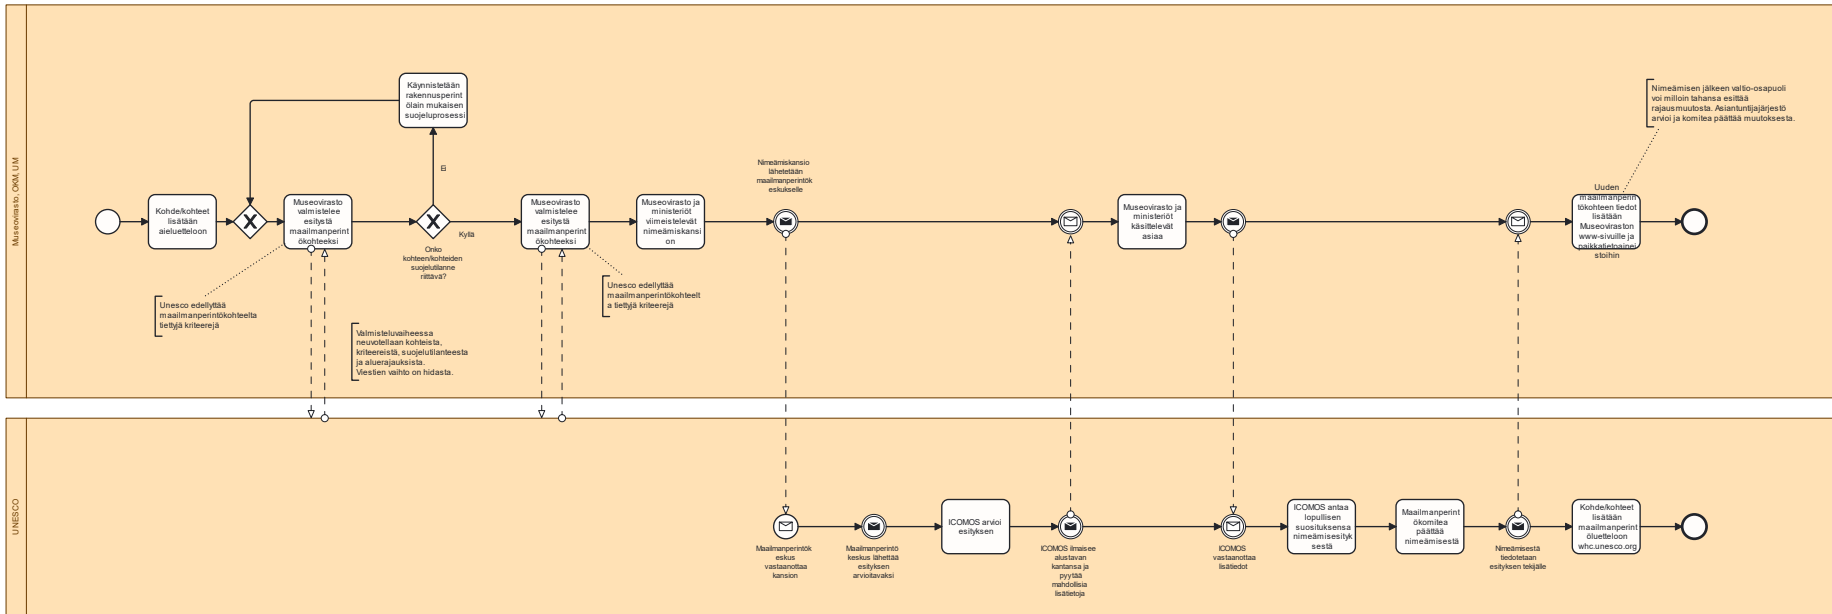 Museovirasto, OKM, UM
Kohde/kohteet
lisätään
aieluetteloon
Museovirasto
valmistelee
esitystä
maailmanperint
ökohteeksi
Unesco edellyttää
maailmanperintökohteelta
tiettyjä kriteerejä
Käynnistetään
rakennusperint
ölain mukaisen
suojeluprosessi
Ei
Kyllä
Onko
kohteen/kohteiden
suojelutilanne
riittävä?
Valmisteluvaiheessa
neuvotellaan kohteista,
kriteereistä, suojelutilanteesta
ja aluerajauksista.
Viestien vaihto on hidasta.
Museovirasto
valmistelee
esitystä
maailmanperint
ökohteeksi
Unesco edellyttää
maailmanperintökohteelt
a tiettyjä kriteerejä
Museovirasto ja
ministeriöt
viimeistelevät
nimeämiskansi
on
Nimeämiskansio
lähetetään
maailmanperintök
eskukselle
Museovirasto ja
ministeriöt
käsittelevät
asiaa
Uuden
maailmanperin
tökohteen tiedot
lisätään
Museoviraston
www-sivuille ja
paikkatietoainei
stoihin
Nimeämisen jälkeen valtio-osapuoli
voi milloin tahansa esittää
rajausmuutosta. Asiantuntijajärjestö
arvioi ja komitea päättää muutoksesta.
UNESCO
Maailmanperintök
eskus
vastaanottaa
kansion
Maailmanperintö
keskus lähettää
esityksen
arvioitavaksi
ICOMOS arvioi
esityksen
ICOMOS ilmaisee
alustavan
kantansa ja
pyytää
mahdollisia
lisätietoja
ICOMOS
vastaanottaa
lisätiedot
ICOMOS antaa
lopullisen
suosituksensa
nimeämisesityk
sestä
Maailmanperint
ökomitea
päättää
nimeämisestä
Nimeämisestä
tiedotetaan
esityksen tekijälle
Kohde/kohteet
lisätään
maailmanperint
öluetteloon
whc.unesco.org